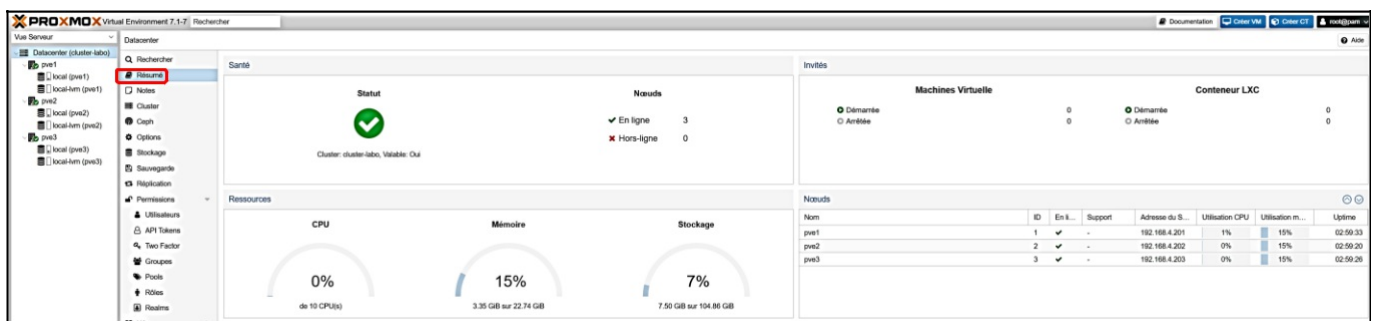 PROXMOX Virtual Environment 7.1-7 Rechercher
Documentation Créer VM Créer CT root@pam
Vue Serveur
Datacenter (cluster-labo)
pve1
local (pve1)
local-lvm (pve1)
pve2
local (pve2)
local-lvm (pve2)
pve3
local (pve3)
local-lvm (pve3)
Datacenter
Aide
Rechercher
Résumé
Notes
Cluster
Ceph
Options
Stockage
Sauvegarde
Réplication
Permissions
Utilisateurs
API Tokens
Two Factor
Groupes
Pools
Rôles
Realms
Santé
Statut
Cluster: cluster-labo, Valable: Oui
Nœuds
En ligne 3
Hors-ligne 0
Invités
Machines Virtuelle
Démarrée 0
Arrêtée 0
Conteneur LXC
Démarrée 0
Arrêtée 0
Ressources
CPU
0%
de 10 CPU(s)
Mémoire
15%
3.35 GiB sur 22.74 GiB
Stockage
7%
7.50 GiB sur 104.86 GiB
Nœuds
Nom ID En li... Support Adresse du S... Utilisation CPU Utilisation m... Uptime
pve1 1 - 192.168.4.201 1% 15% 02:59:33
pve2 2 - 192.168.4.202 0% 15% 02:59:20
pve3 3 - 192.168.4.203 0% 15% 02:59:26